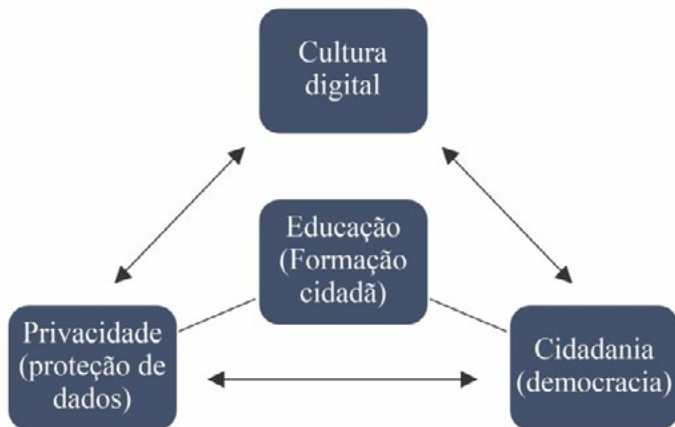 Cultura
digital
Educação
(Formação
cidadã)
Privacidade
(proteção de
dados)
Cidadania
(democracia)